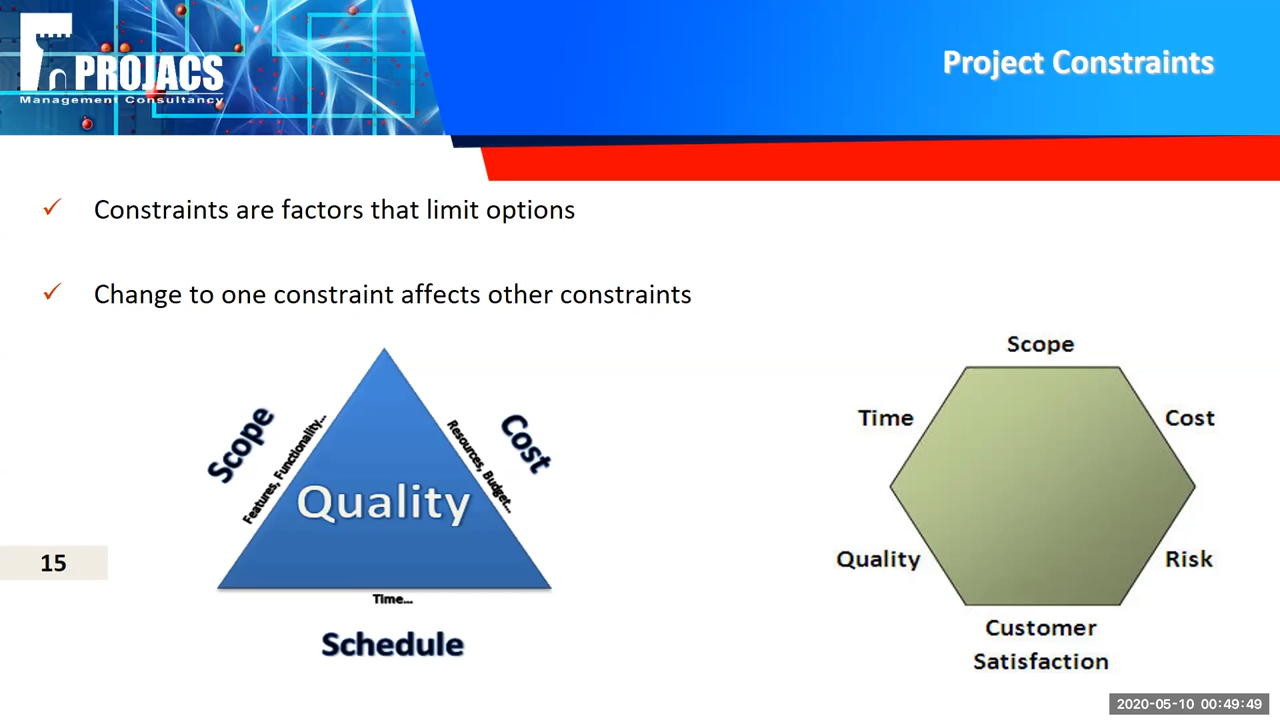 PROJACS
Management Consultancy
Project Constraints
✓ Constraints are factors that limit options
✓ Change to one constraint affects other constraints
Scope
Features, Functionality...
Cost
Resources, Budget...
Quality
Time...
Schedule
Scope
Time
Cost
Quality
Risk
Customer
Satisfaction
15
2020-05-10 00:49:49